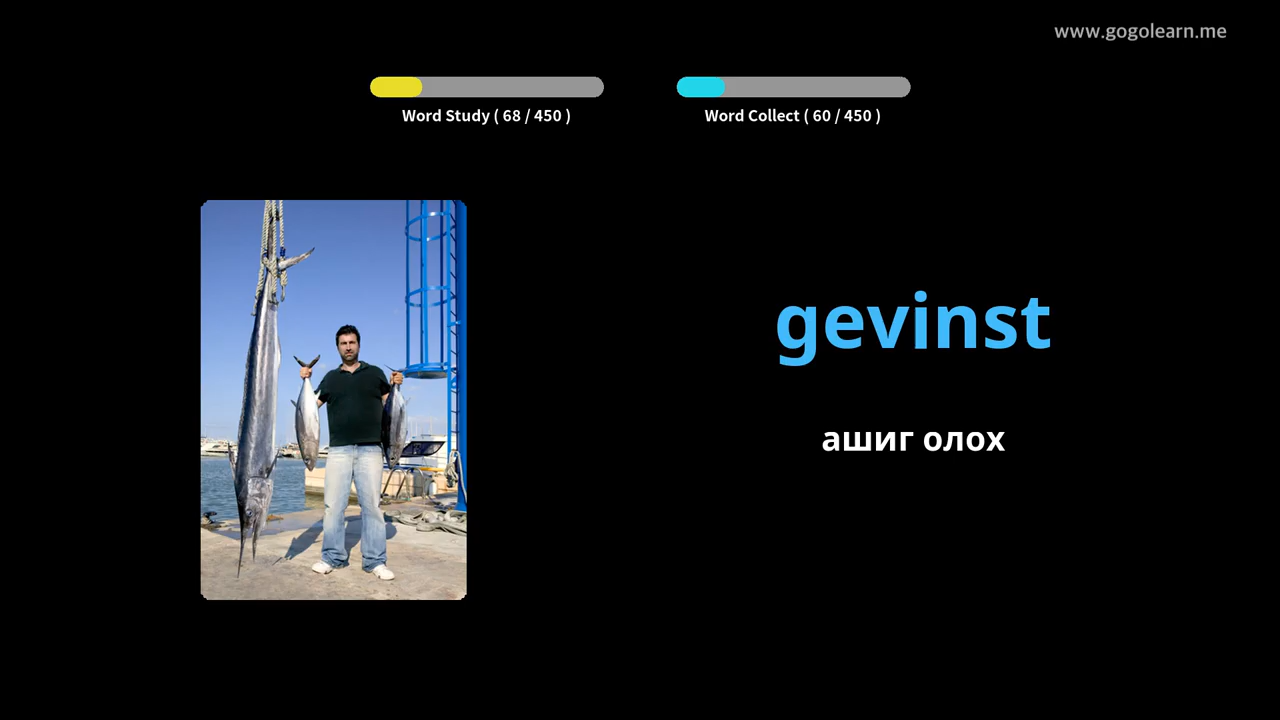 www.gogolearn.me
Word Study ( 68 / 450 )
Word Collect ( 60 / 450 )
gevinst
ашиг олох